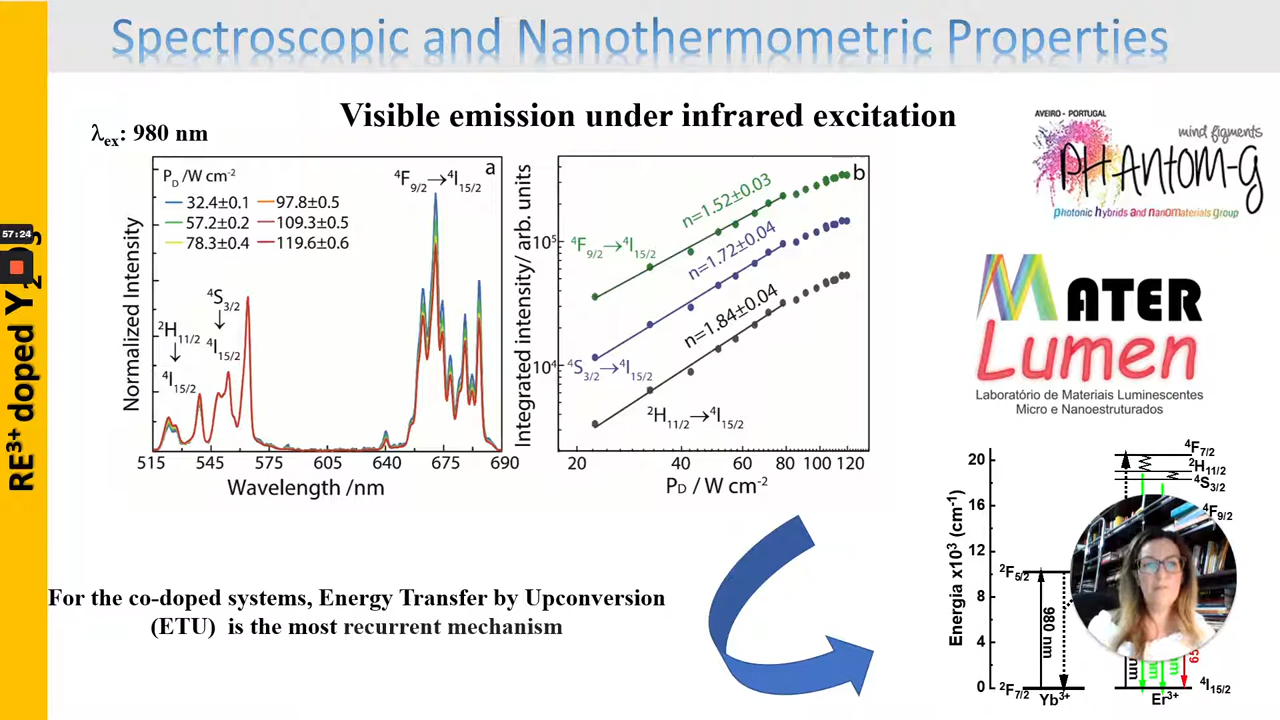 Spectroscopic and Nanothermometric Properties
Visible emission under infrared excitation
λex: 980 nm
a
PD /W cm-2
32.4±0.1
97.8±0.5
57.2±0.2
109.3±0.5
78.3±0.4
119.6±0.6
4F9/2→4I15/2
4S3/2
↓
4I15/2
2H11/2
↓
4I15/2
Normalized Intensity
515 545 575 605 640 675 690
Wavelength /nm
b
n=1.52±0.03
4F9/2→4I15/2
n=1.72±0.04
4S3/2→4I15/2
n=1.84±0.04
2H11/2→4I15/2
105
104
Integrated intensity/ arb. units
20 40 60 80 100 120
PD / W cm-2
For the co-doped systems, Energy Transfer by Upconversion
(ETU) is the most recurrent mechanism
AVEIRO - PORTUGAL
mind figments
PHANTOM-G
photonic hybrids and nanomaterials group
MATER
Lumen
Laboratório de Materiais Luminescentes
Micro e Nanoestruturados
Energia x103 (cm-1)
20
16
12
8
4
0
2F5/2
980 nm
2F7/2
Yb3+
4F7/2
2H11/2
4S3/2
4F9/2
nm
nm
nm
65
4I15/2
Er3+
57:24
RE3+ doped Y2